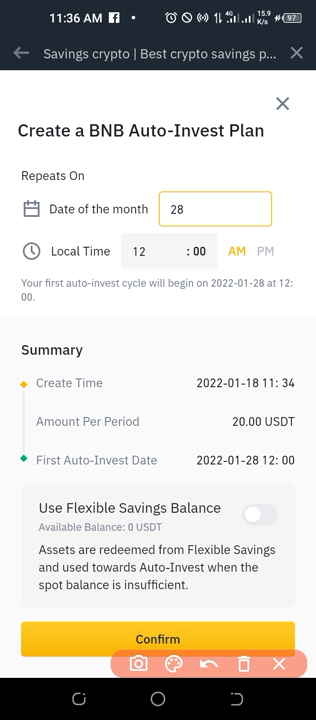 11:36 AM
4G
15.9
K/s
97
Savings crypto | Best crypto savings p...
Create a BNB Auto-Invest Plan
Repeats On
Date of the month 28
Local Time 12 : 00 AM PM
Your first auto-invest cycle will begin on 2022-01-28 at 12:
00.
Summary
Create Time 2022-01-18 11: 34
Amount Per Period 20.00 USDT
First Auto-Invest Date 2022-01-28 12: 00
Use Flexible Savings Balance
Available Balance: 0 USDT
Assets are redeemed from Flexible Savings
and used towards Auto-Invest when the
spot balance is insufficient.
Confirm